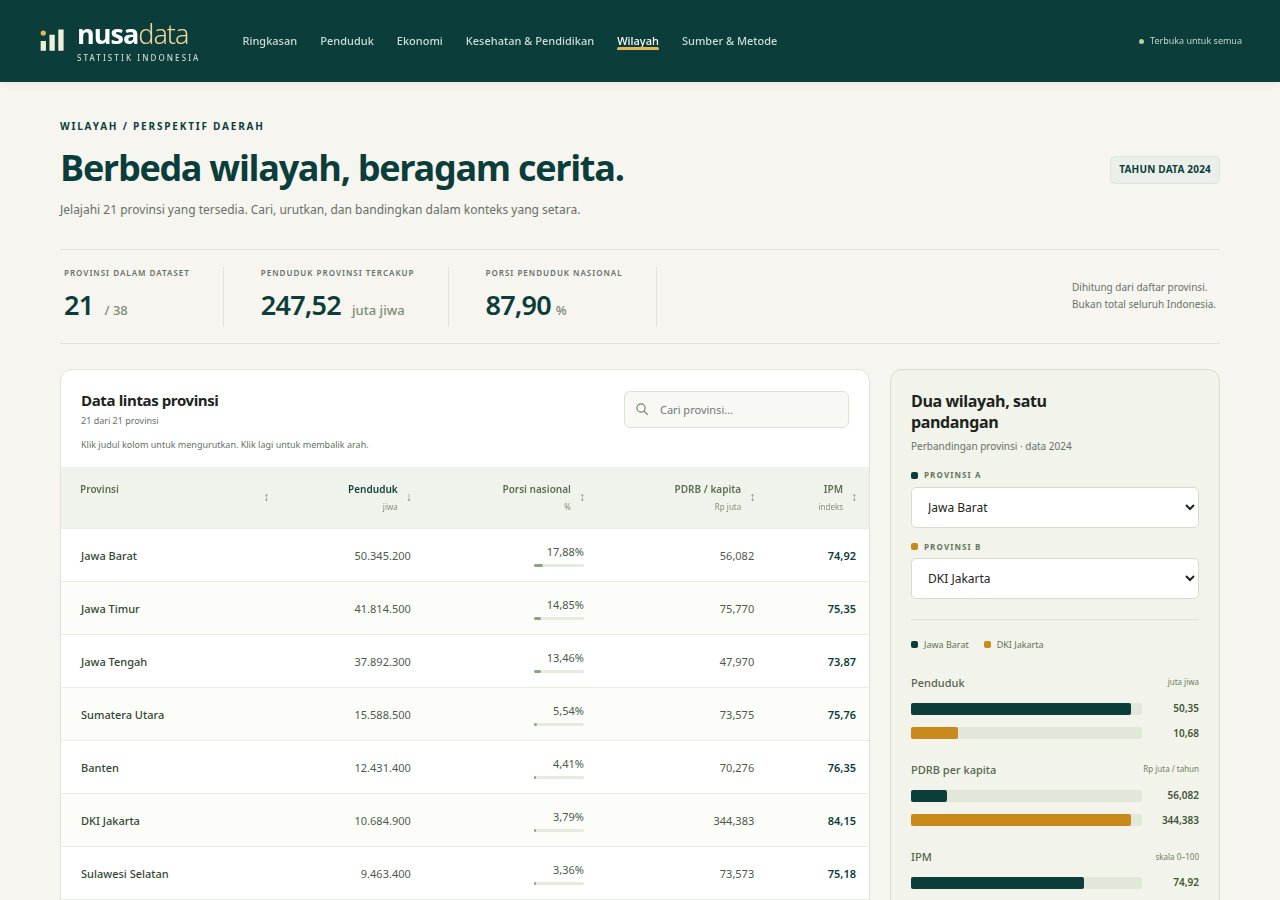 nusadata
STATISTIK INDONESIA
Ringkasan Penduduk Ekonomi Kesehatan & Pendidikan Wilayah Sumber & Metode
Terbuka untuk semua
WILAYAH / PERSPEKTIF DAERAH
Berbeda wilayah, beragam cerita.
TAHUN DATA 2024
Jelajahi 21 provinsi yang tersedia. Cari, urutkan, dan bandingkan dalam konteks yang setara.
PROVINSI DALAM DATASET
21 / 38
PENDUDUK PROVINSI TERCAKUP
247,52 juta jiwa
PORSI PENDUDUK NASIONAL
87,90 %
Dihitung dari daftar provinsi.
Bukan total seluruh Indonesia.
Data lintas provinsi
21 dari 21 provinsi
Klik judul kolom untuk mengurutkan. Klik lagi untuk membalik arah.
Cari provinsi...
Provinsi ↕ Penduduk ↓ Porsi nasional ↕ PDRB / kapita ↕ IPM ↕
jiwa % Rp juta indeks
Jawa Barat 50.345.200 17,88% 56,082 74,92
Jawa Timur 41.814.500 14,85% 75,770 75,35
Jawa Tengah 37.892.300 13,46% 47,970 73,87
Sumatera Utara 15.588.500 5,54% 73,575 75,76
Banten 12.431.400 4,41% 70,276 76,35
DKI Jakarta 10.684.900 3,79% 344,383 84,15
Sulawesi Selatan 9.463.400 3,36% 73,573 75,18
Dua wilayah, satu
pandangan
Perbandingan provinsi · data 2024
PROVINSI A
Jawa Barat
PROVINSI B
DKI Jakarta
Jawa Barat DKI Jakarta
Penduduk juta jiwa
50,35
10,68
PDRB per kapita Rp juta / tahun
56,082
344,383
IPM skala 0–100
74,92